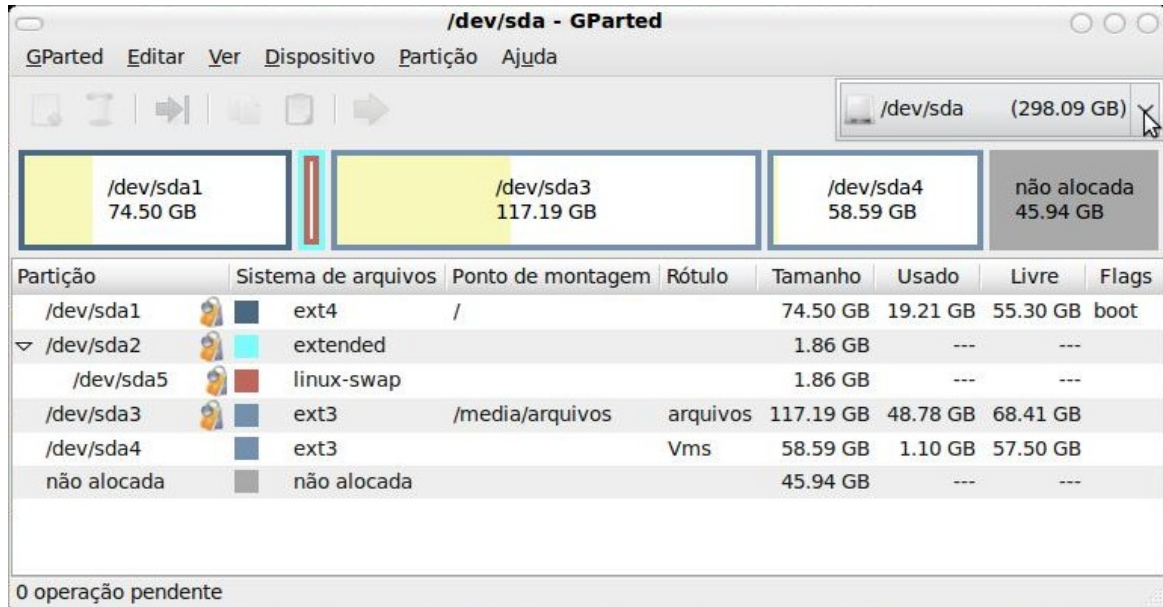 /dev/sda - GParted
GParted Editar Ver Dispositivo Partição Ajuda
/dev/sda (298.09 GB)
/dev/sda1
74.50 GB
/dev/sda3
117.19 GB
/dev/sda4
58.59 GB
não alocada
45.94 GB
Partição Sistema de arquivos Ponto de montagem Rótulo Tamanho Usado Livre Flags
/dev/sda1 ext4 / 74.50 GB 19.21 GB 55.30 GB boot
/dev/sda2 extended 1.86 GB --- ---
/dev/sda5 linux-swap 1.86 GB --- ---
/dev/sda3 ext3 /media/arquivos arquivos 117.19 GB 48.78 GB 68.41 GB
/dev/sda4 ext3 Vms 58.59 GB 1.10 GB 57.50 GB
não alocada não alocada 45.94 GB --- ---
0 operação pendente